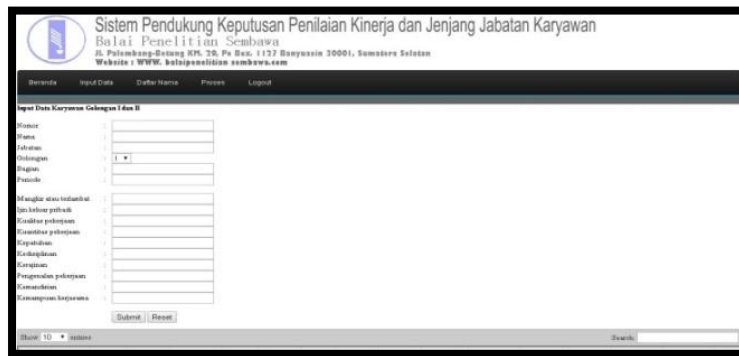 Sistem Pendukung Keputusan Penilaian Kinerja dan Jenjang Jabatan Karyawan
Balai Penelitian Sembawa
Jl. Palembang-Betung KM. 29, Po Box. 1127 Banyuasin 30001, Sumatera Selatan
Website : WWW. balaipenelitian sembawa.com
Beranda Input Data Daftar Nama Proses Logout
Input Data Karyawan Golongan I dan II
Nomor :
Nama :
Jabatan :
Golongan : I
Bagian :
Periode :
Mangkir atau terlambat :
Ijin keluar pribadi :
Kualitas pekerjaan :
Kuantitas pekerjaan :
Kepatuhan :
Kedisiplinan :
Kerajinan :
Pengenalan pekerjaan :
Kemandirian :
Kemampuan kerjasama :
Submit Reset
Show 10 entries Search: